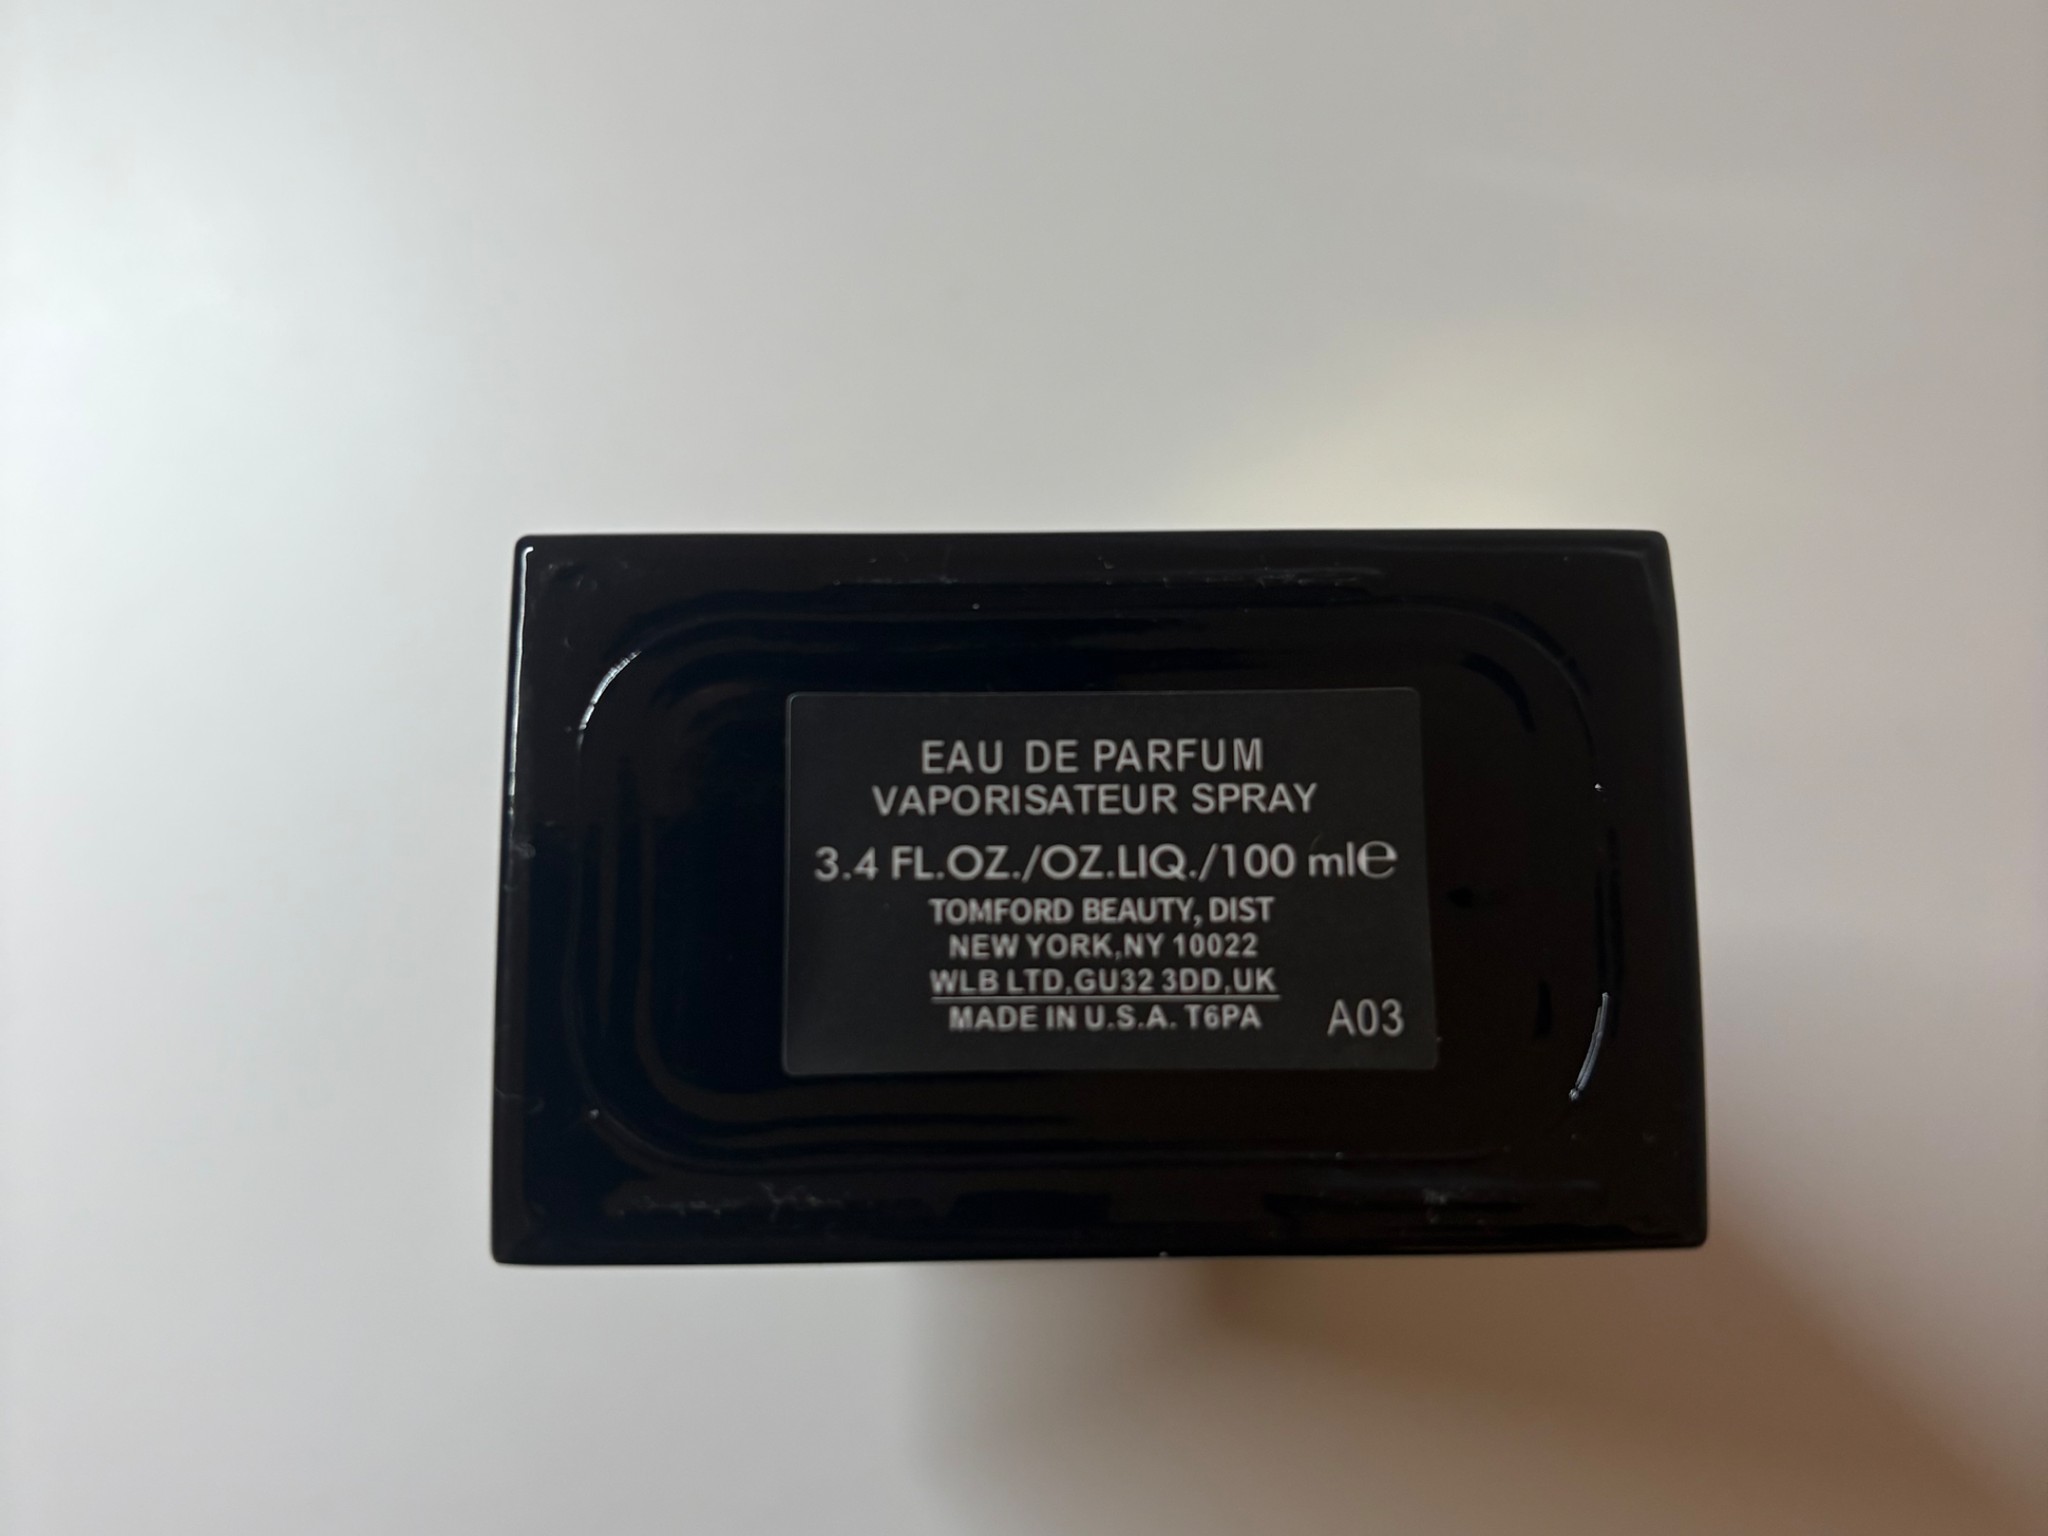 EAU DE PARFUM
VAPORISATEUR SPRAY
3.4 FL.OZ./OZ.LIQ./100 ml℮
TOMFORD BEAUTY, DIST
NEW YORK,NY 10022
WLB LTD,GU32 3DD,UK
MADE IN U.S.A. T6PA
A03